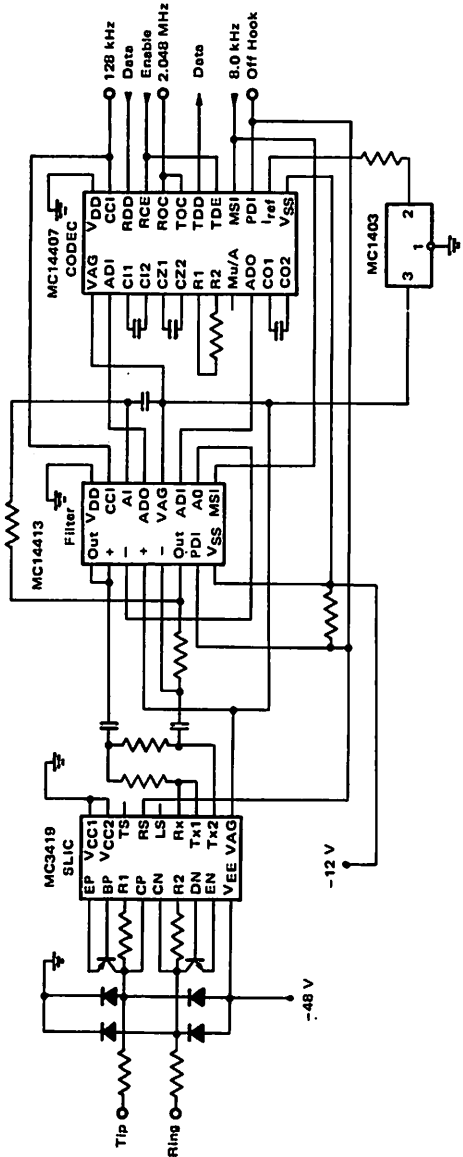 Tip
Ring
-48 V
-12 V
MC3419
SLIC
EP
BP
R1
CP
CN
R2
DN
EN
VEE
VCC1
VCC2
TS
RS
LS
Rx
Tx1
Tx2
VAG
MC14413
Filter
Out
+
-
+
-
Out
PDI
VSS
VDD
CCI
AI
ADO
VAG
ADI
A0
MSI
MC14407
CODEC
VAG
ADI
CI1
CI2
CZ1
CZ2
R1
R2
Mu/A
ADO
CO1
CO2
VDD
CCI
RDD
RCE
ROC
TOC
TDD
TDE
MSI
PDI
Iref
VSS
128 kHz
Data
Enable
2.048 MHz
Data
8.0 kHz
Off Hook
MC1403
3
1
2